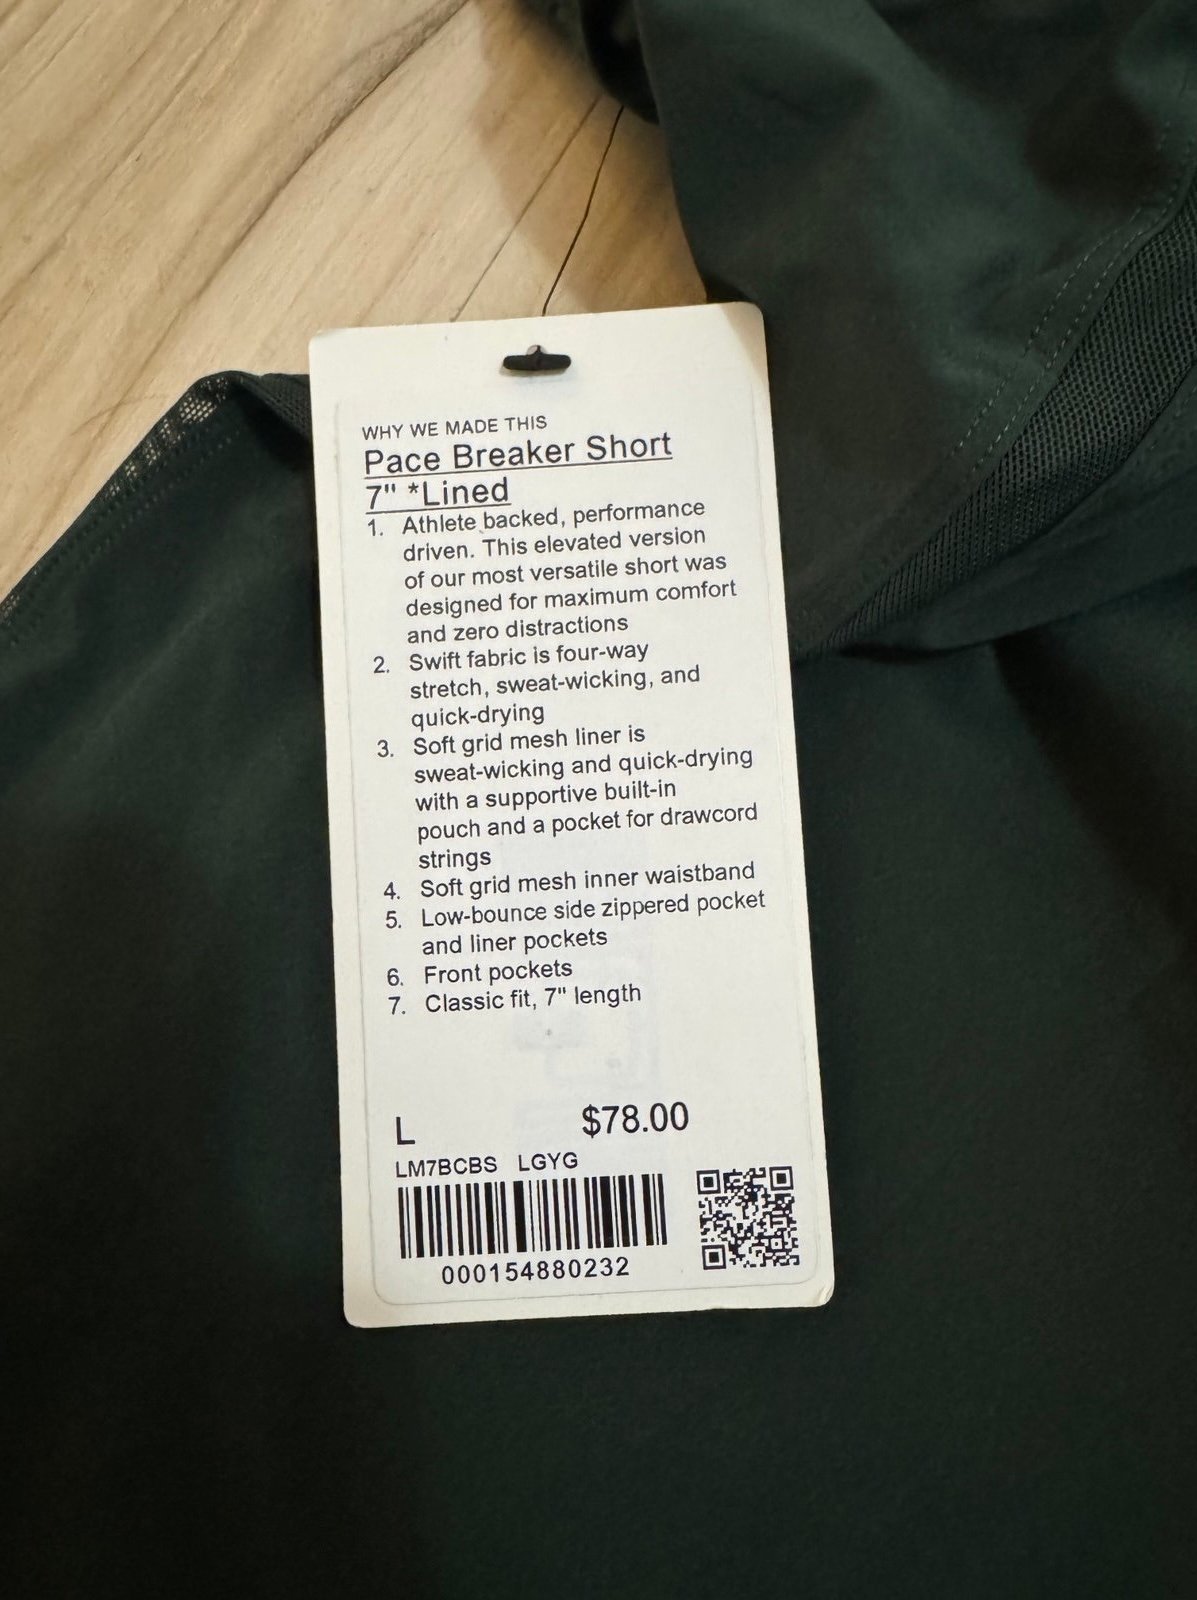 WHY WE MADE THIS
Pace Breaker Short
7" *Lined
1. Athlete backed, performance
driven. This elevated version
of our most versatile short was
designed for maximum comfort
and zero distractions
2. Swift fabric is four-way
stretch, sweat-wicking, and
quick-drying
3. Soft grid mesh liner is
sweat-wicking and quick-drying
with a supportive built-in
pouch and a pocket for drawcord
strings
4. Soft grid mesh inner waistband
5. Low-bounce side zippered pocket
and liner pockets
6. Front pockets
7. Classic fit, 7" length
L $78.00
LM7BCBS LGYG
000154880232